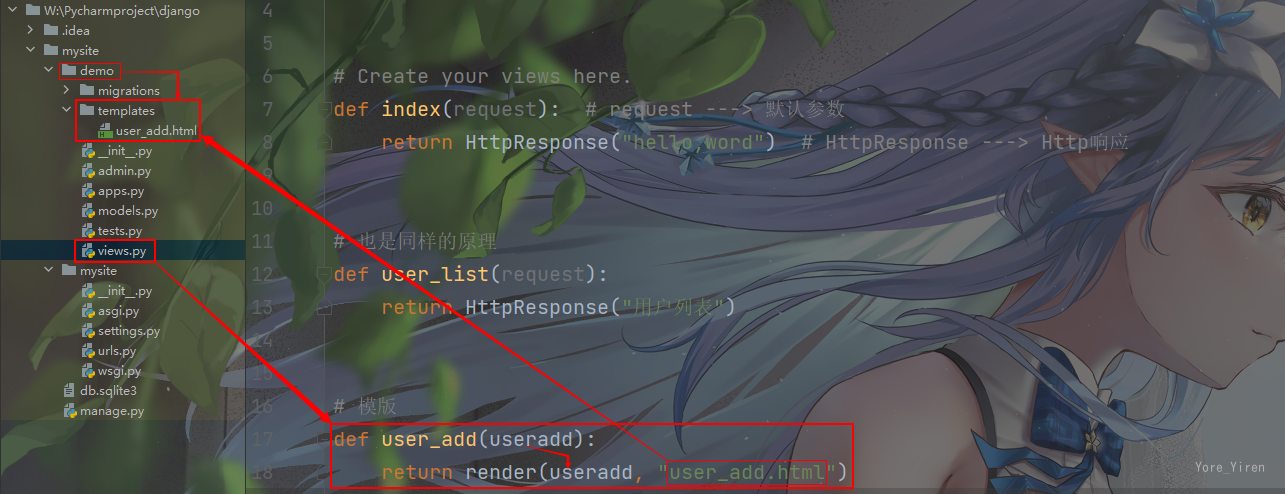 W:\Pycharmproject\django
.idea
mysite
demo
migrations
templates
user_add.html
__init__.py
admin.py
apps.py
models.py
tests.py
views.py
mysite
__init__.py
asgi.py
settings.py
urls.py
wsgi.py
db.sqlite3
manage.py
4
5
6 # Create your views here.
7 def index(request): # request ---> 默认参数
8 return HttpResponse("hello, word") # HttpResponse ---> Http响应
9
10
11 # 也是同样的原理
12 def user_list(request):
13 return HttpResponse("用户列表")
14
15
16 # 模版
17 def user_add(useradd):
18 return render(useradd, "user_add.html")
Yore_Yiren